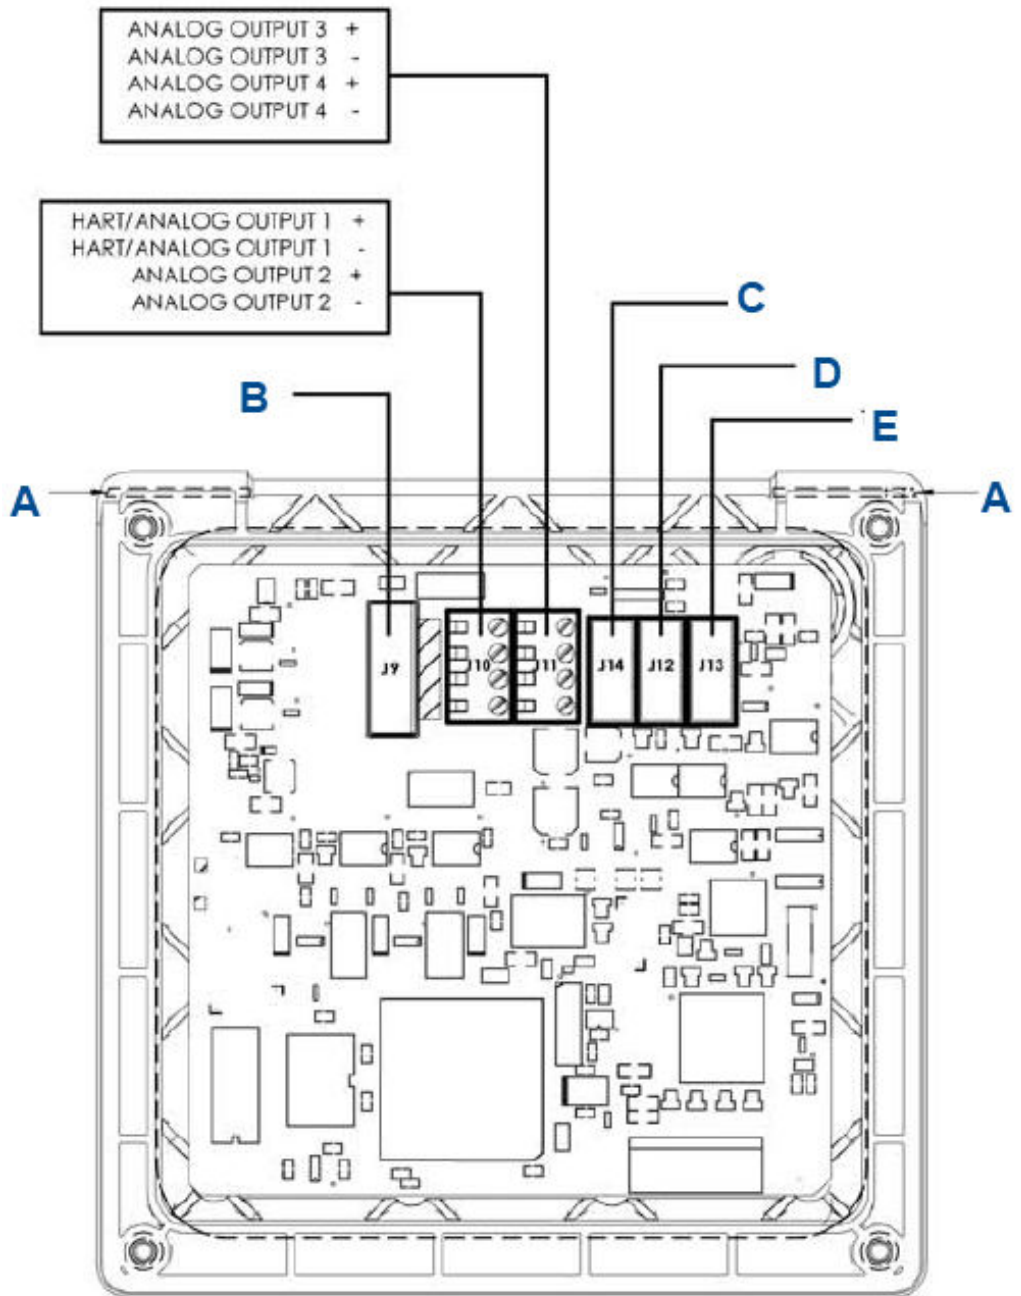 ANALOG OUTPUT 3 +
ANALOG OUTPUT 3 -
ANALOG OUTPUT 4 +
ANALOG OUTPUT 4 -
HART/ANALOG OUTPUT 1 +
HART/ANALOG OUTPUT 1 -
ANALOG OUTPUT 2 +
ANALOG OUTPUT 2 -
C
D
B
E
A
A
J9
J10
J11
J14
J12
J13